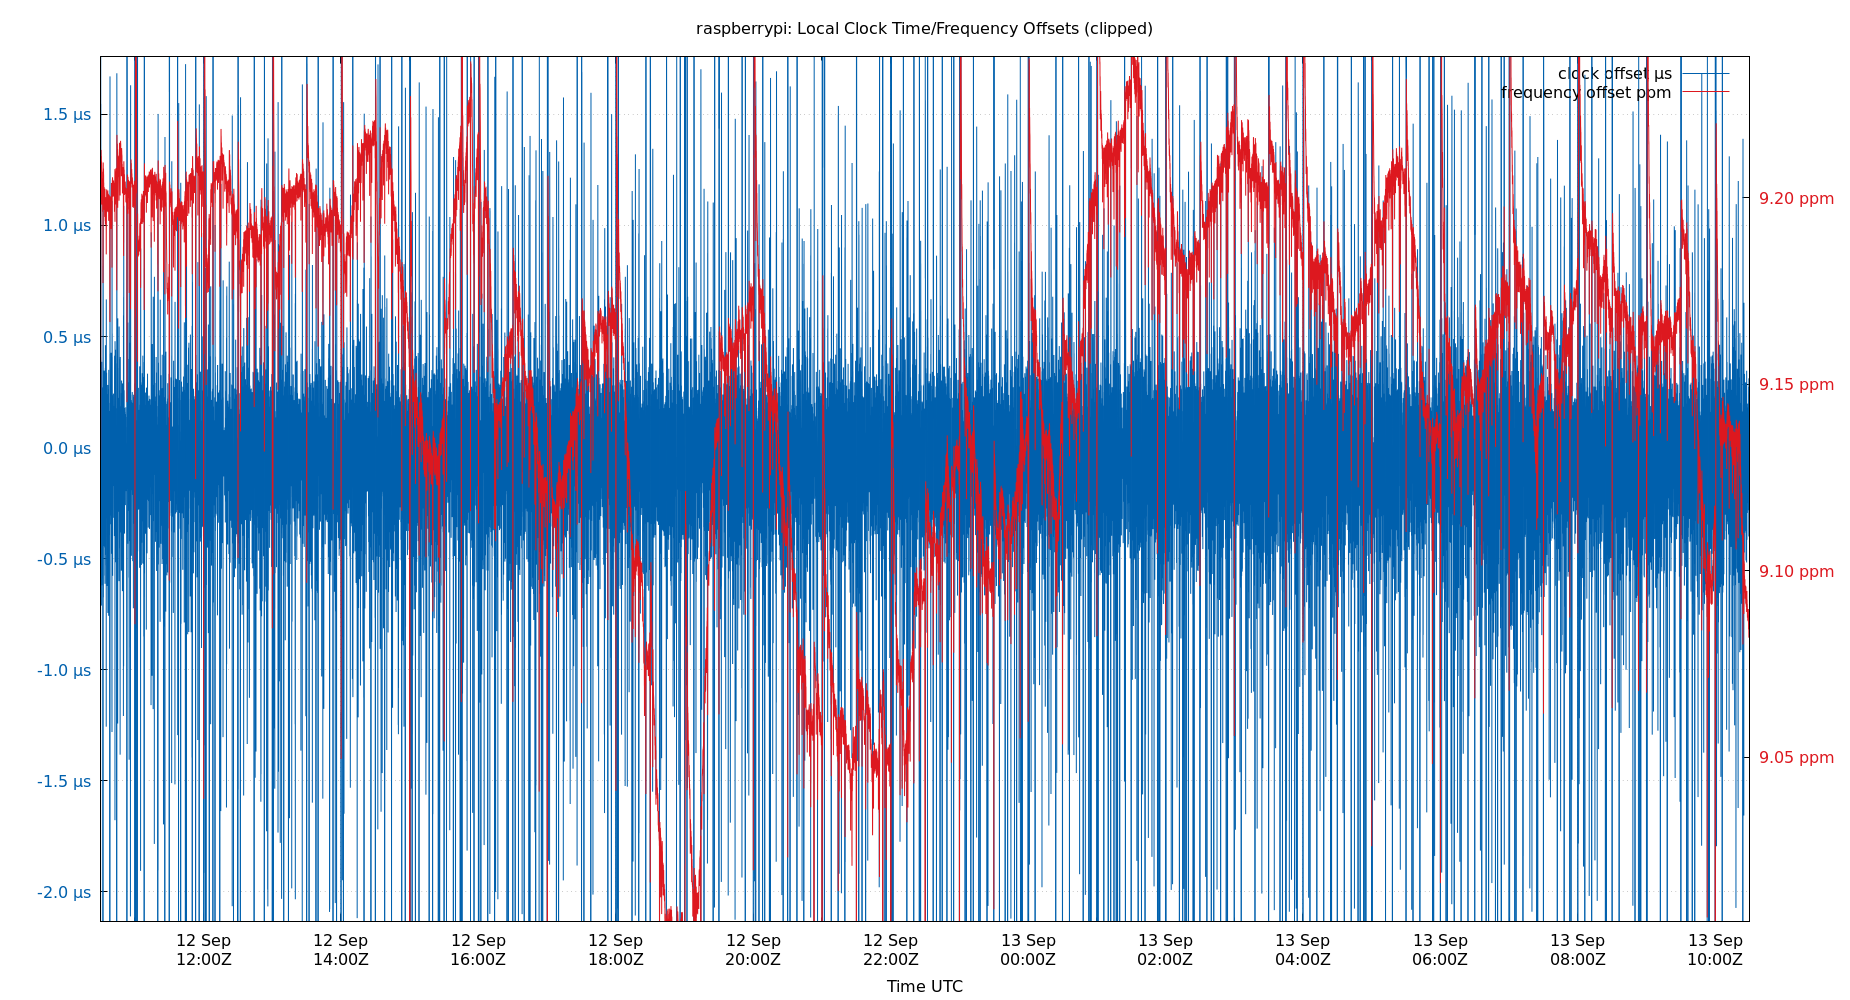 raspberrypi: Local Clock Time/Frequency Offsets (clipped)
clock offset µs
frequency offset ppm
1.5 µs
1.0 µs
0.5 µs
0.0 µs
-0.5 µs
-1.0 µs
-1.5 µs
-2.0 µs
9.20 ppm
9.15 ppm
9.10 ppm
9.05 ppm
12 Sep
12:00Z
12 Sep
14:00Z
12 Sep
16:00Z
12 Sep
18:00Z
12 Sep
20:00Z
12 Sep
22:00Z
13 Sep
00:00Z
13 Sep
02:00Z
13 Sep
04:00Z
13 Sep
06:00Z
13 Sep
08:00Z
13 Sep
10:00Z
Time UTC